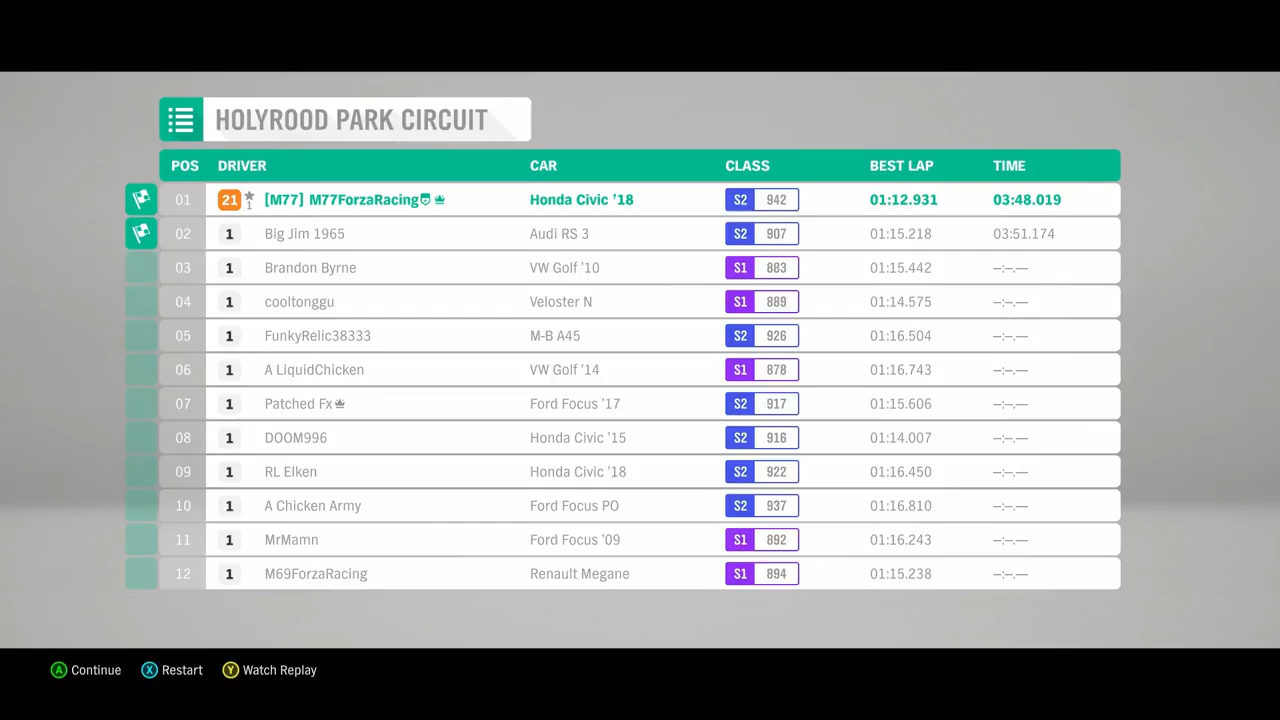 HOLYROOD PARK CIRCUIT
POS DRIVER CAR CLASS BEST LAP TIME
01 21 1 [M77] M77ForzaRacing Honda Civic '18 S2 942 01:12.931 03:48.019
02 1 Big Jim 1965 Audi RS 3 S2 907 01:15.218 03:51.174
03 1 Brandon Byrne VW Golf '10 S1 883 01:15.442 –:–.––
04 1 cooltonggu Veloster N S1 889 01:14.575 –:–.––
05 1 FunkyRelic38333 M-B A45 S2 926 01:16.504 –:–.––
06 1 A LIquidChicken VW Golf '14 S1 878 01:16.743 –:–.––
07 1 Patched Fx Ford Focus '17 S2 917 01:15.606 –:–.––
08 1 DOOM996 Honda Civic '15 S2 916 01:14.007 –:–.––
09 1 RL Elken Honda Civic '18 S2 922 01:16.450 –:–.––
10 1 A Chicken Army Ford Focus PO S2 937 01:16.810 –:–.––
11 1 MrMamn Ford Focus '09 S1 892 01:16.243 –:–.––
12 1 M69ForzaRacing Renault Megane S1 894 01:15.238 –:–.––
A Continue X Restart Y Watch Replay